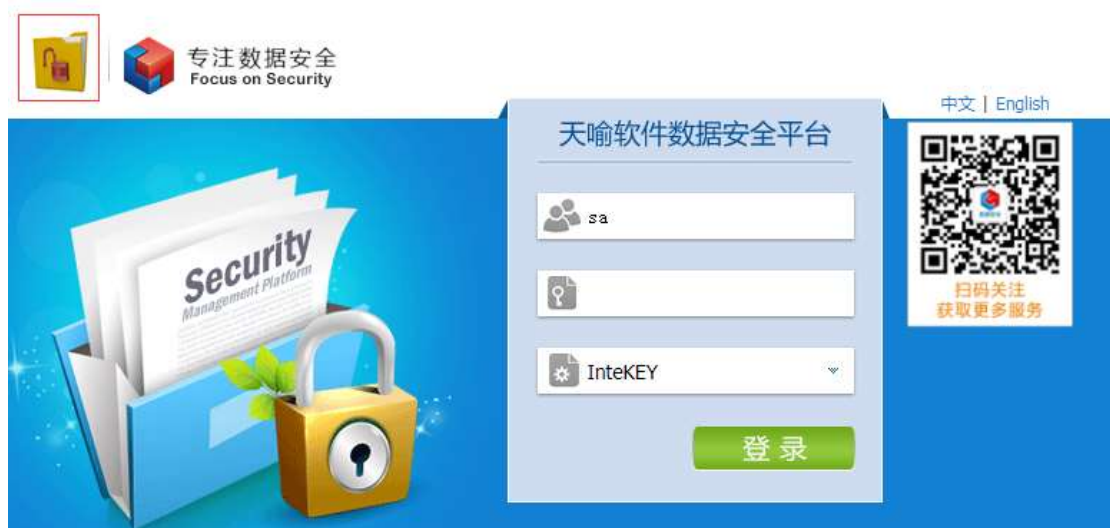 专注数据安全
Focus on Security
中文 | English
天喻软件数据安全平台
sa
InteKEY
登录
Security
Management Platform
扫码关注
获取更多服务